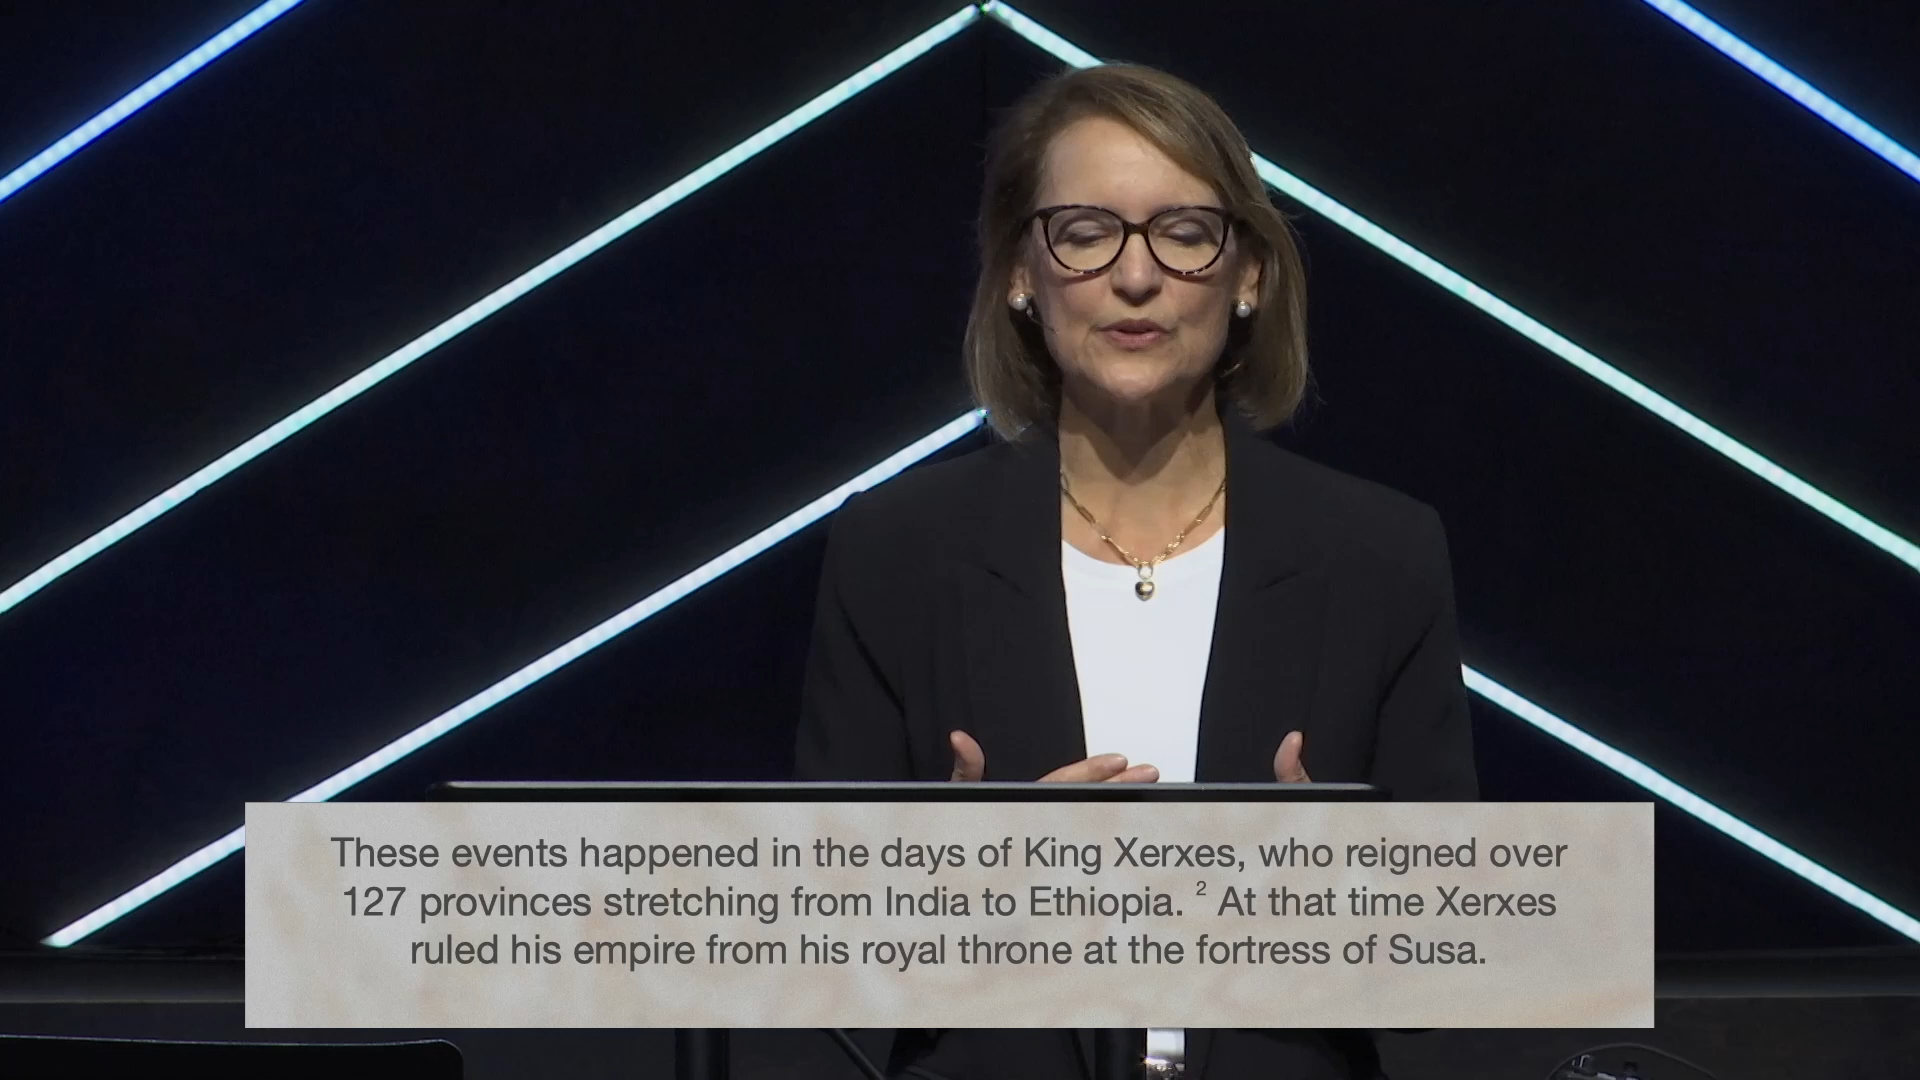 These events happened in the days of King Xerxes, who reigned over
127 provinces stretching from India to Ethiopia. ² At that time Xerxes
ruled his empire from his royal throne at the fortress of Susa.